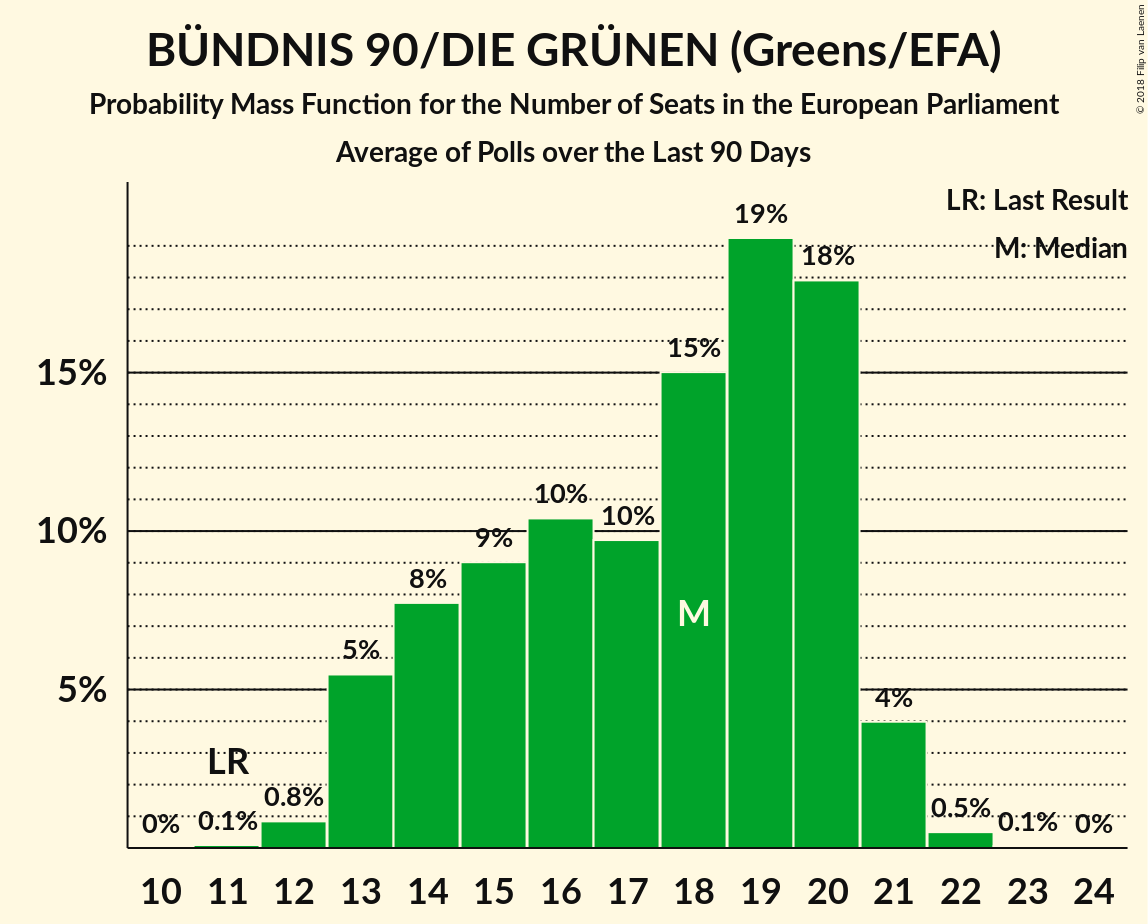 BÜNDNIS 90/DIE GRÜNEN (Greens/EFA)
Probability Mass Function for the Number of Seats in the European Parliament
Average of Polls over the Last 90 Days
© 2018 Filip van Laenen
LR: Last Result
M: Median
19%
18%
15%
15%
10%
10%
9%
10%
8%
M
5%
5%
4%
LR
0%
0.1%
0.8%
0.5%
0.1%
0%
10 11 12 13 14 15 16 17 18 19 20 21 22 23 24